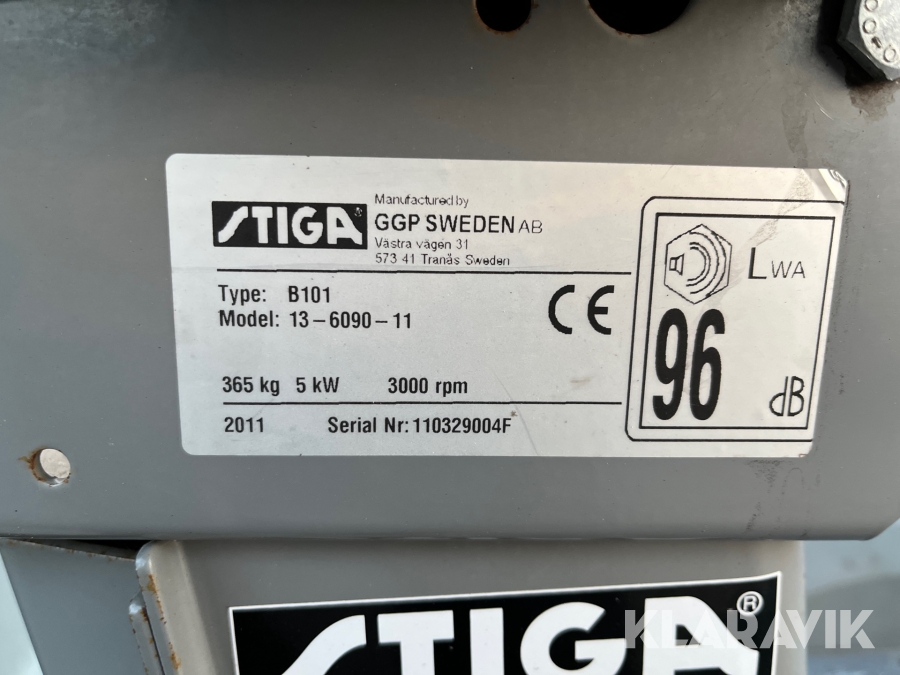 STIGA®
Manufactured by
GGP SWEDEN AB
Västra vägen 31
573 41 Tranås Sweden
Type: B101
Model: 13-6090-11
CE
365 kg 5 kW 3000 rpm
2011 Serial Nr: 110329004F
LWA
96
dB
STIGA®
KLARAVIK